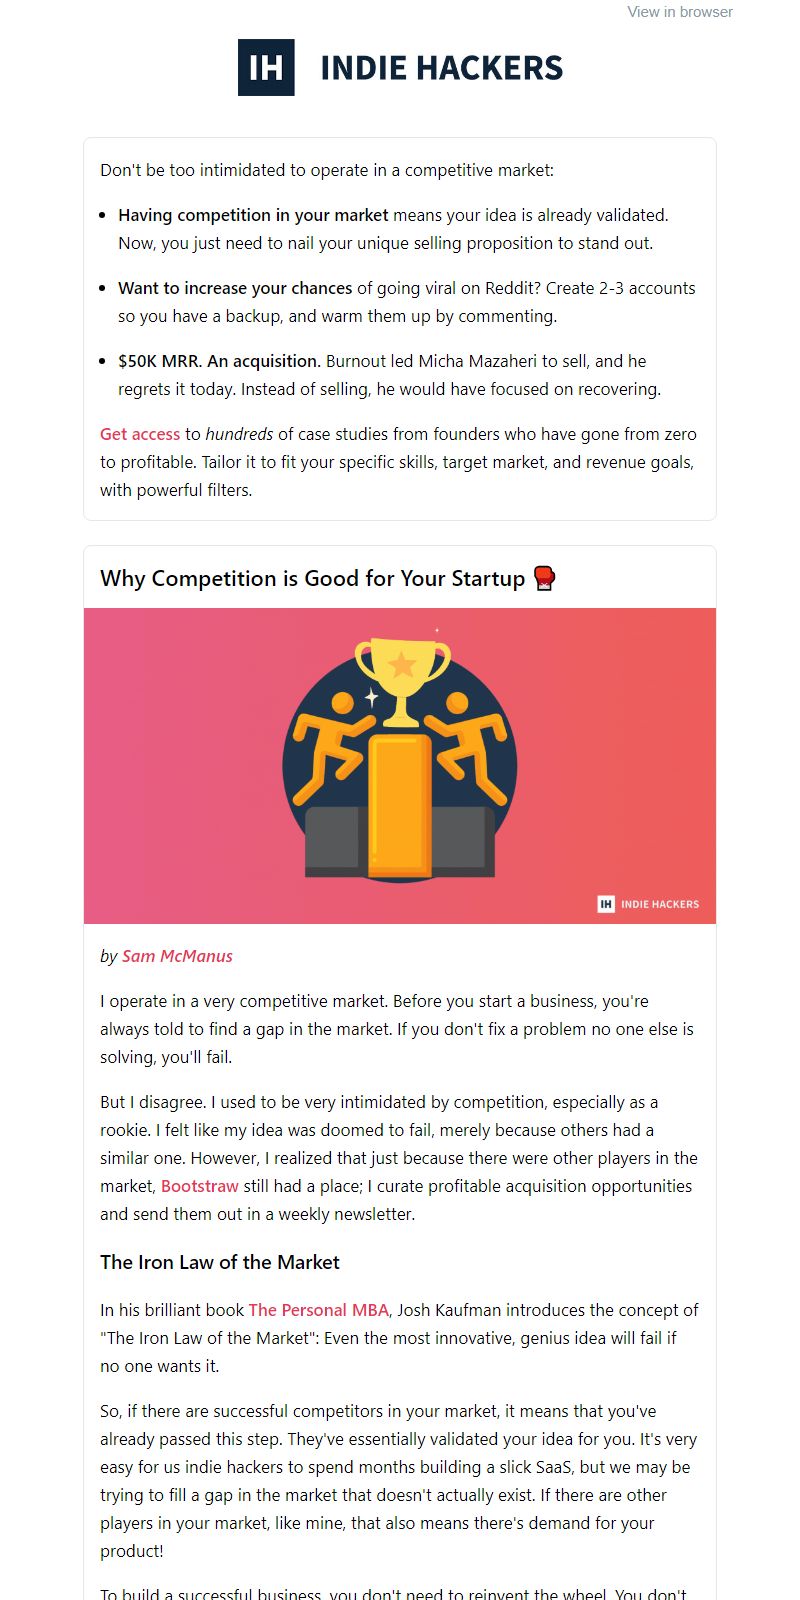 View in browser
IH INDIE HACKERS
Don't be too intimidated to operate in a competitive market:
Having competition in your market means your idea is already validated.
Now, you just need to nail your unique selling proposition to stand out.
Want to increase your chances of going viral on Reddit? Create 2-3 accounts
so you have a backup, and warm them up by commenting.
$50K MRR. An acquisition. Burnout led Micha Mazaheri to sell, and he
regrets it today. Instead of selling, he would have focused on recovering.
Get access to hundreds of case studies from founders who have gone from zero
to profitable. Tailor it to fit your specific skills, target market, and revenue goals,
with powerful filters.
Why Competition is Good for Your Startup 🥊
IH INDIE HACKERS
by Sam McManus
I operate in a very competitive market. Before you start a business, you're
always told to find a gap in the market. If you don't fix a problem no one else is
solving, you'll fail.
But I disagree. I used to be very intimidated by competition, especially as a
rookie. I felt like my idea was doomed to fail, merely because others had a
similar one. However, I realized that just because there were other players in the
market, Bootstraw still had a place; I curate profitable acquisition opportunities
and send them out in a weekly newsletter.
The Iron Law of the Market
In his brilliant book The Personal MBA, Josh Kaufman introduces the concept of
"The Iron Law of the Market": Even the most innovative, genius idea will fail if
no one wants it.
So, if there are successful competitors in your market, it means that you've
already passed this step. They've essentially validated your idea for you. It's very
easy for us indie hackers to spend months building a slick SaaS, but we may be
trying to fill a gap in the market that doesn't actually exist. If there are other
players in your market, like mine, that also means there's demand for your
product!
To build a successful business, you don't need to reinvent the wheel. You don't